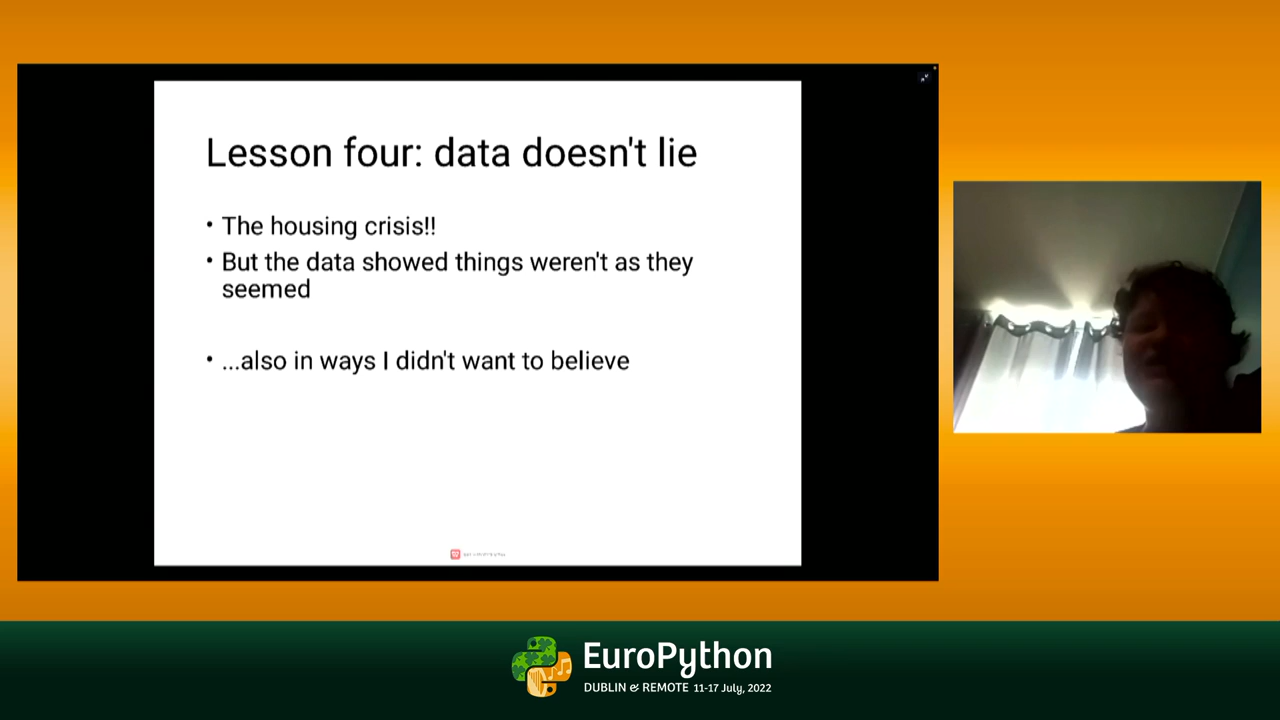 Lesson four: data doesn't lie
• The housing crisis!!
• But the data showed things weren't as they
seemed
• ...also in ways I didn't want to believe
EuroPython
DUBLIN & REMOTE 11-17 July, 2022